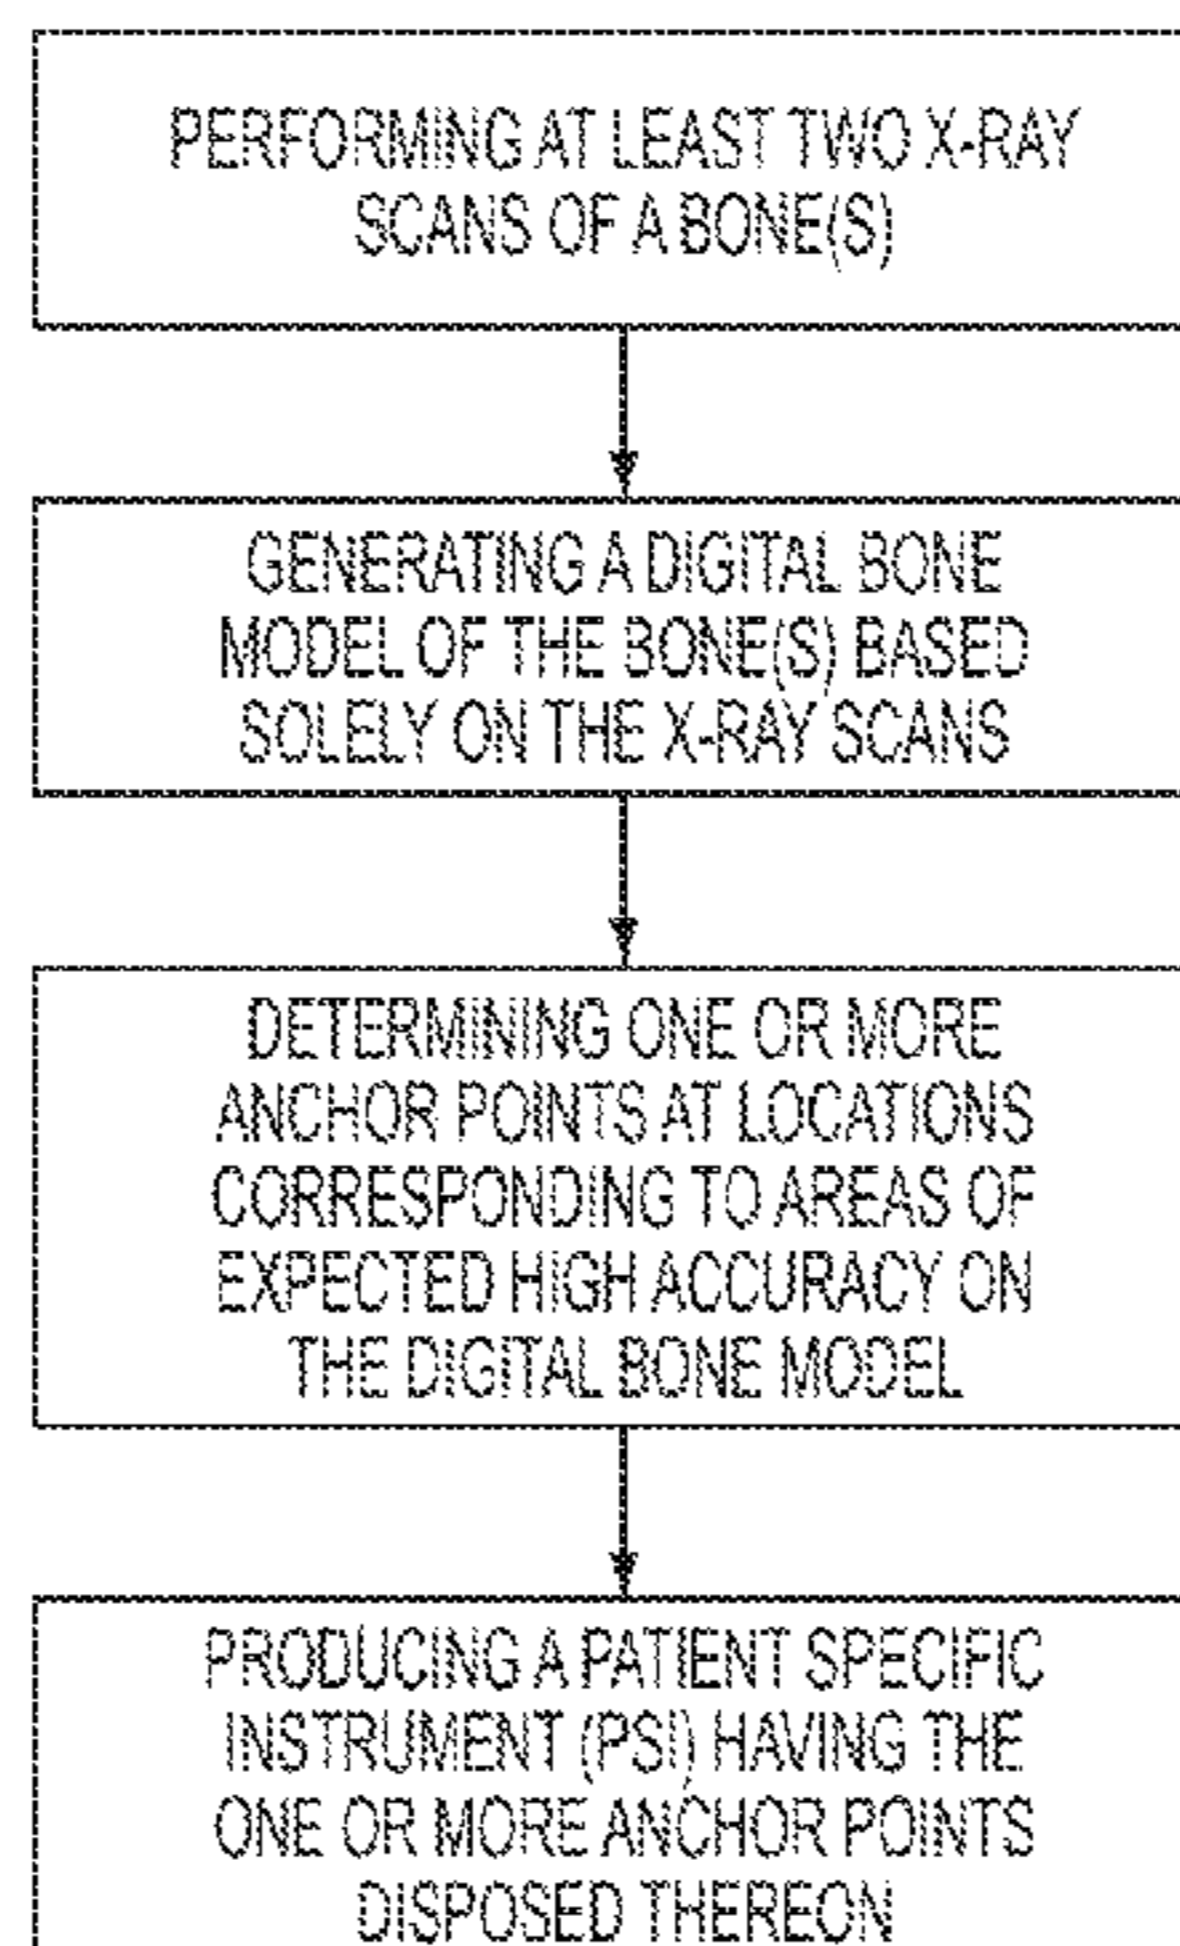 PERFORMING AT LEAST TWO X-RAY
SCANS OF A BONE(S)
GENERATING A DIGITAL BONE
MODEL OF THE BONE(S) BASED
SOLELY ON THE X-RAY SCANS
DETERMINING ONE OR MORE
ANCHOR POINTS AT LOCATIONS
CORRESPONDING TO AREAS OF
EXPECTED HIGH ACCURACY ON
THE DIGITAL BONE MODEL
PRODUCING A PATIENT SPECIFIC
INSTRUMENT (PSI) HAVING THE
ONE OR MORE ANCHOR POINTS
DISPOSED THEREON